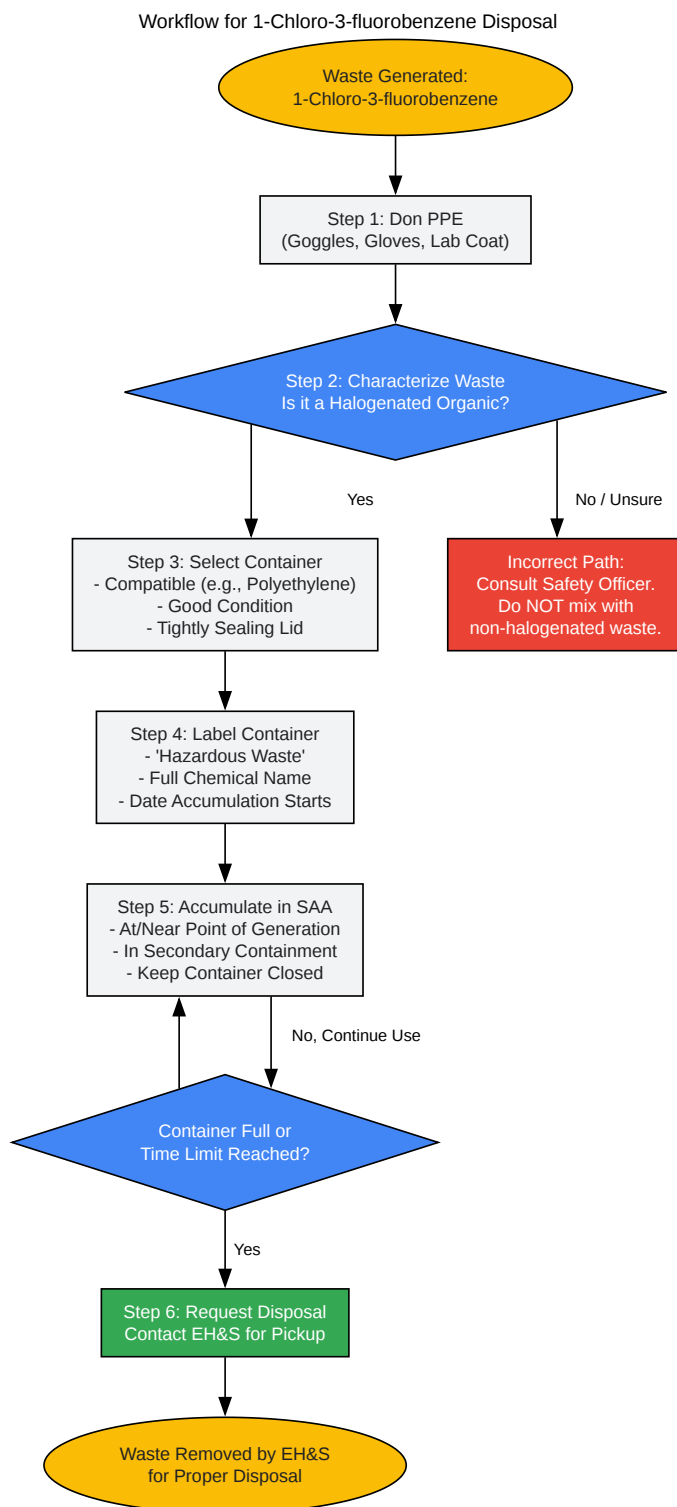 Workflow for 1-Chloro-3-fluorobenzene Disposal
Waste Generated:
1-Chloro-3-fluorobenzene
Step 1: Don PPE
(Goggles, Gloves, Lab Coat)
Step 2: Characterize Waste
Is it a Halogenated Organic?
Yes
No / Unsure
Step 3: Select Container
- Compatible (e.g., Polyethylene)
- Good Condition
- Tightly Sealing Lid
Incorrect Path:
Consult Safety Officer.
Do NOT mix with
non-halogenated waste.
Step 4: Label Container
- 'Hazardous Waste'
- Full Chemical Name
- Date Accumulation Starts
Step 5: Accumulate in SAA
- At/Near Point of Generation
- In Secondary Containment
- Keep Container Closed
No, Continue Use
Container Full or
Time Limit Reached?
Yes
Step 6: Request Disposal
Contact EH&S for Pickup
Waste Removed by EH&S
for Proper Disposal